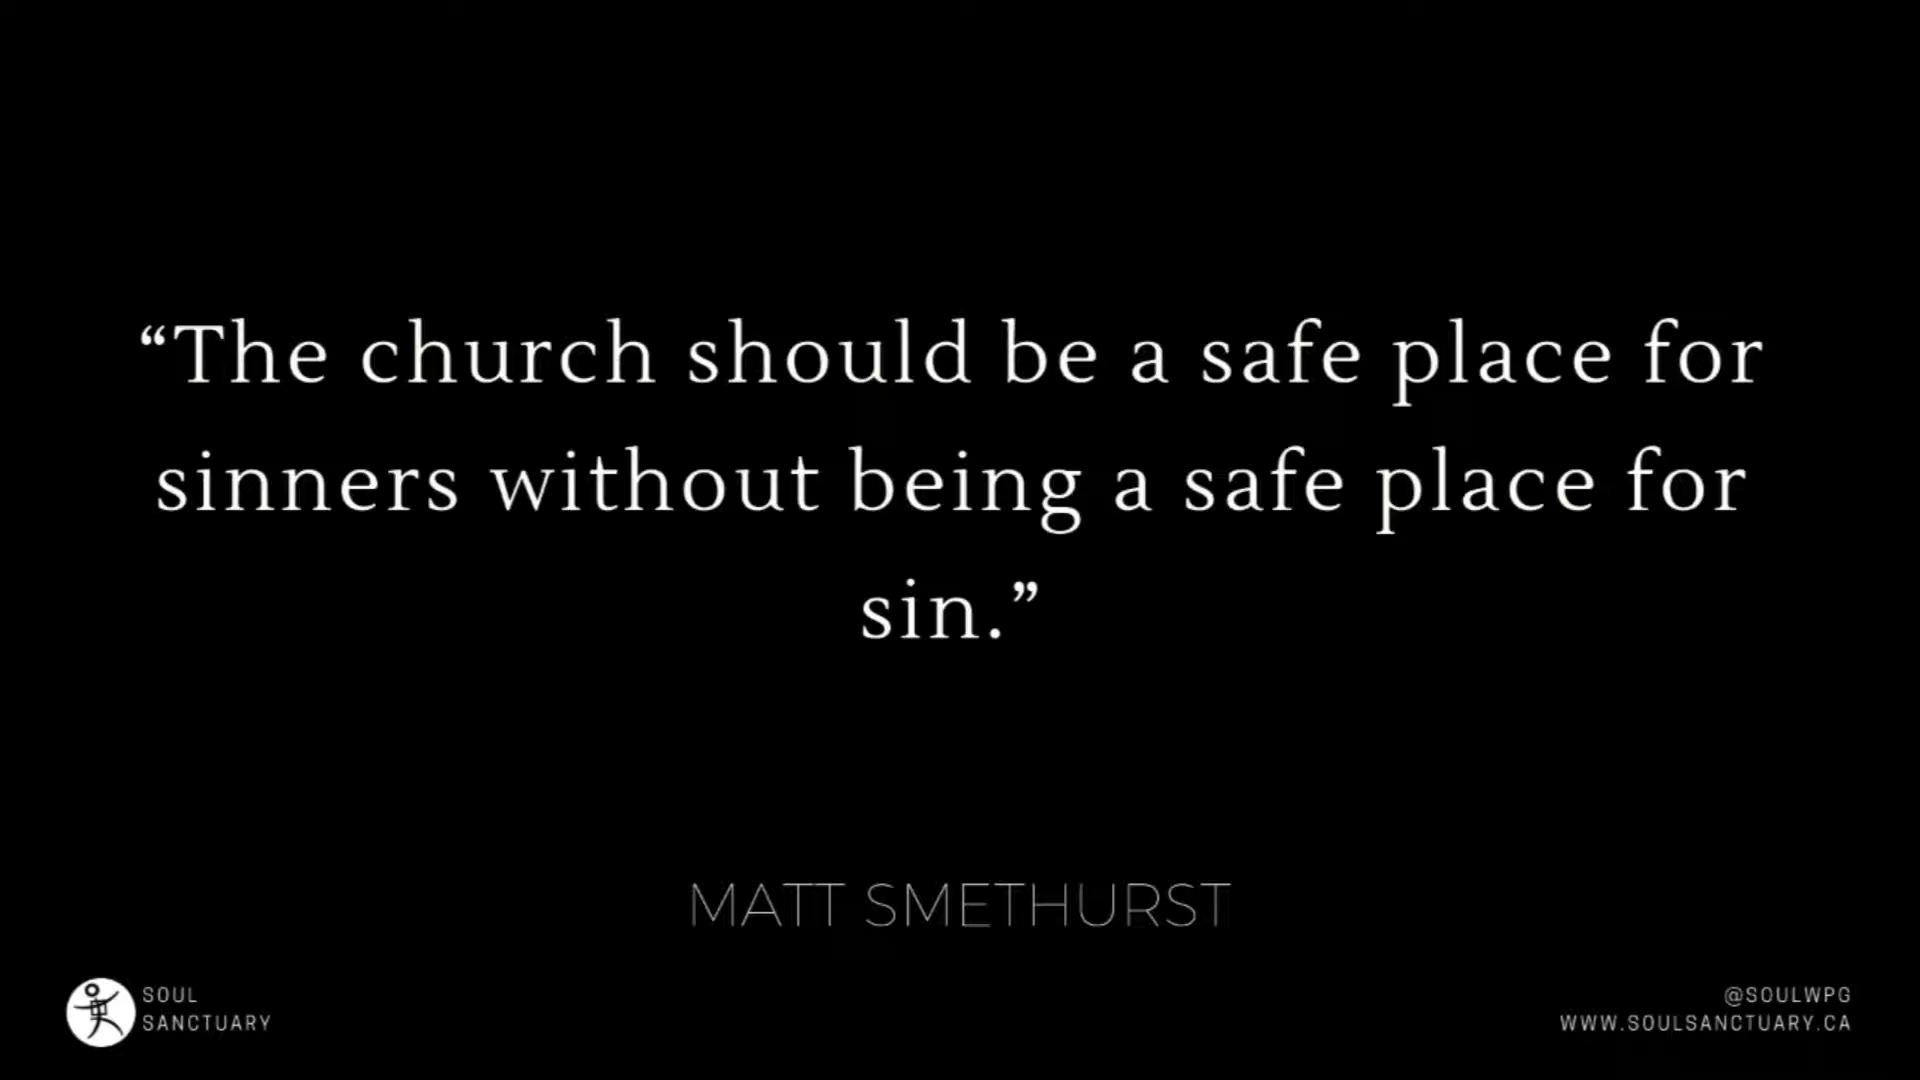 “The church should be a safe place for
sinners without being a safe place for
sin.”
MATT SMETHURST
SOUL
SANCTUARY
@SOULWPG
WWW.SOULSANCTUARY.CA